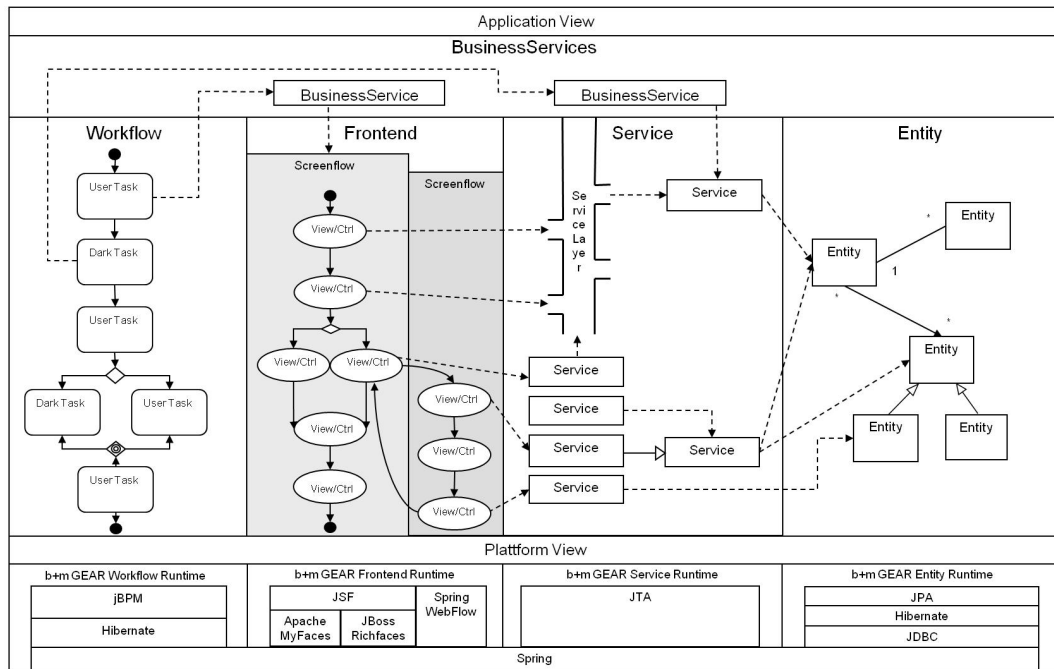 Application View
BusinessServices
BusinessService
BusinessService
Workflow
Frontend
Service
Entity
UserTask
Dark Task
UserTask
Dark Task
UserTask
UserTask
Screenflow
View/Ctrl
View/Ctrl
View/Ctrl
View/Ctrl
View/Ctrl
View/Ctrl
Screenflow
View/Ctrl
View/Ctrl
View/Ctrl
Se
rvi
ce
La
ye
r
Service
Service
Service
Service
Service
Service
Entity
*
Entity
1
*
*
Entity
Entity
Entity
Plattform View
b+m GEAR Workflow Runtime
jBPM
Hibernate
b+m GEAR Frontend Runtime
JSF
Apache
MyFaces
JBoss
Richfaces
Spring
WebFlow
b+m GEAR Service Runtime
JTA
b+m GEAR Entity Runtime
JPA
Hibernate
JDBC
Spring